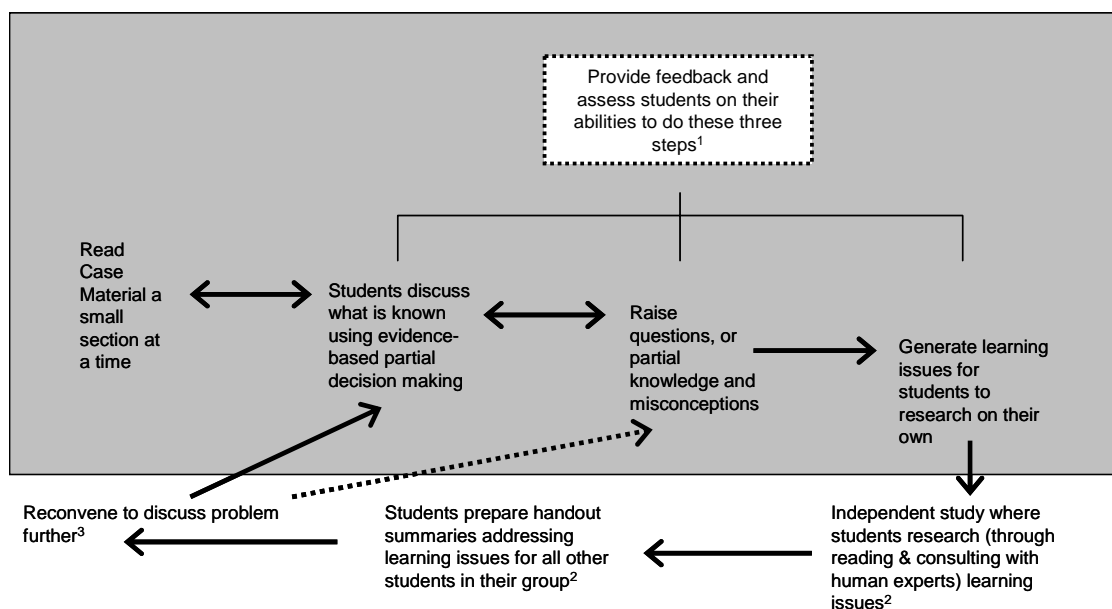 Provide feedback and
assess students on their
abilities to do these three
steps¹
Read
Case
Material a
small
section at
a time
Students discuss
what is known
using evidence-
based partial
decision making
Raise
questions, or
partial
knowledge and
misconceptions
Generate learning
issues for
students to
research on their
own
Reconvene to discuss problem
further³
Students prepare handout
summaries addressing
learning issues for all other
students in their group²
Independent study where
students research (through
reading & consulting with
human experts) learning
issues²